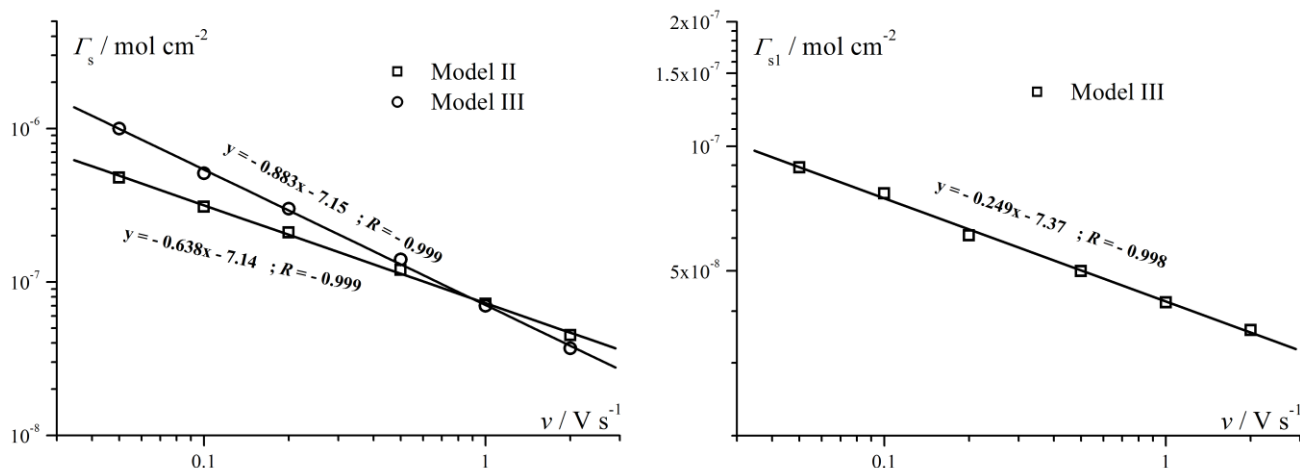 Γs / mol cm-2
Model II
Model III
10-6
y = - 0.883x - 7.15 ; R = - 0.999
y = - 0.638x - 7.14 ; R = - 0.999
10-7
v / V s-1
10-8
0.1
1
2x10-7
Γs1 / mol cm-2
1.5x10-7
Model III
10-7
y = - 0.249x - 7.37 ; R = - 0.998
5x10-8
v / V s-1
0.1
1